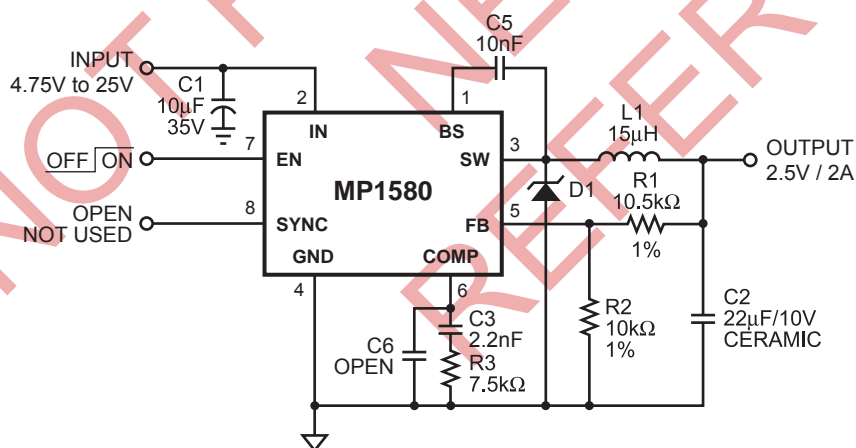 C5
10nF
INPUT
4.75V to 25V
C1
10µF
35V
2
1
IN
BS
L1
15µH
7
3
OFF ON
EN
SW
OUTPUT
2.5V / 2A
MP1580
D1
R1
10.5kΩ
1%
OPEN
NOT USED
8
5
SYNC
FB
GND
COMP
4
6
C3
2.2nF
R2
10kΩ
1%
C2
22µF/10V
CERAMIC
C6
OPEN
R3
7.5kΩ
NOT
REFER